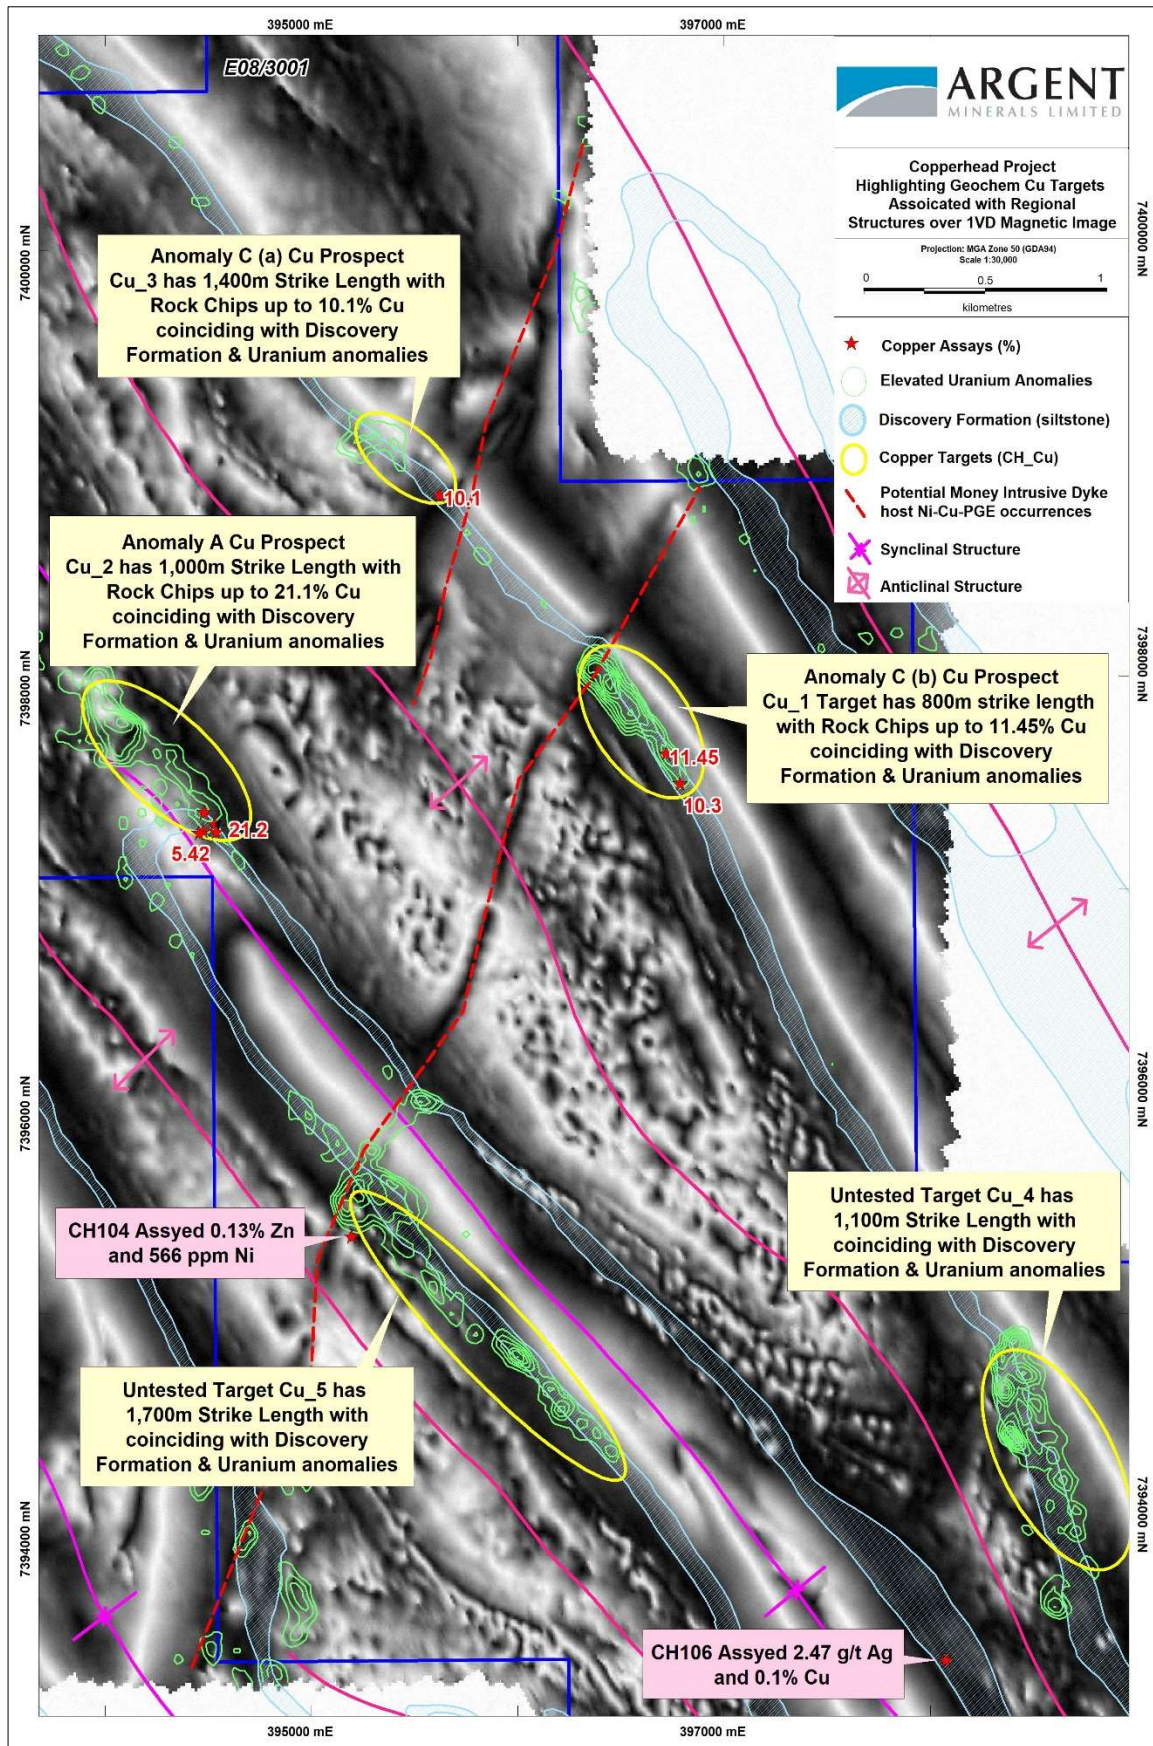 395000 mE
397000 mE
E08/3001
ARGENT
MINERALS LIMITED
Copperhead Project
Highlighting Geochem Cu Targets
Assoicated with Regional
Structures over 1VD Magnetic Image
Projection: MGA Zone 50 (GDA94)
Scale 1:30,000
0
0.5
1
kilometres
Copper Assays (%)
Elevated Uranium Anomalies
Discovery Formation (siltstone)
Copper Targets (CH_Cu)
Potential Money Intrusive Dyke
host Ni-Cu-PGE occurrences
Synclinal Structure
Anticlinal Structure
7400000 mN
7400000 mN
Anomaly C (a) Cu Prospect
Cu_3 has 1,400m Strike Length with
Rock Chips up to 10.1% Cu
coinciding with Discovery
Formation & Uranium anomalies
10.1
Anomaly A Cu Prospect
Cu_2 has 1,000m Strike Length with
Rock Chips up to 21.1% Cu
coinciding with Discovery
Formation & Uranium anomalies
7398000 mN
7398000 mN
Anomaly C (b) Cu Prospect
Cu_1 Target has 800m strike length
with Rock Chips up to 11.45% Cu
coinciding with Discovery
Formation & Uranium anomalies
11.45
10.3
21.2
5.42
7396000 mN
7396000 mN
CH104 Assyed 0.13% Zn
and 566 ppm Ni
Untested Target Cu_4 has
1,100m Strike Length with
coinciding with Discovery
Formation & Uranium anomalies
Untested Target Cu_5 has
1,700m Strike Length with
coinciding with Discovery
Formation & Uranium anomalies
7394000 mN
7394000 mN
CH106 Assyed 2.47 g/t Ag
and 0.1% Cu
395000 mE
397000 mE